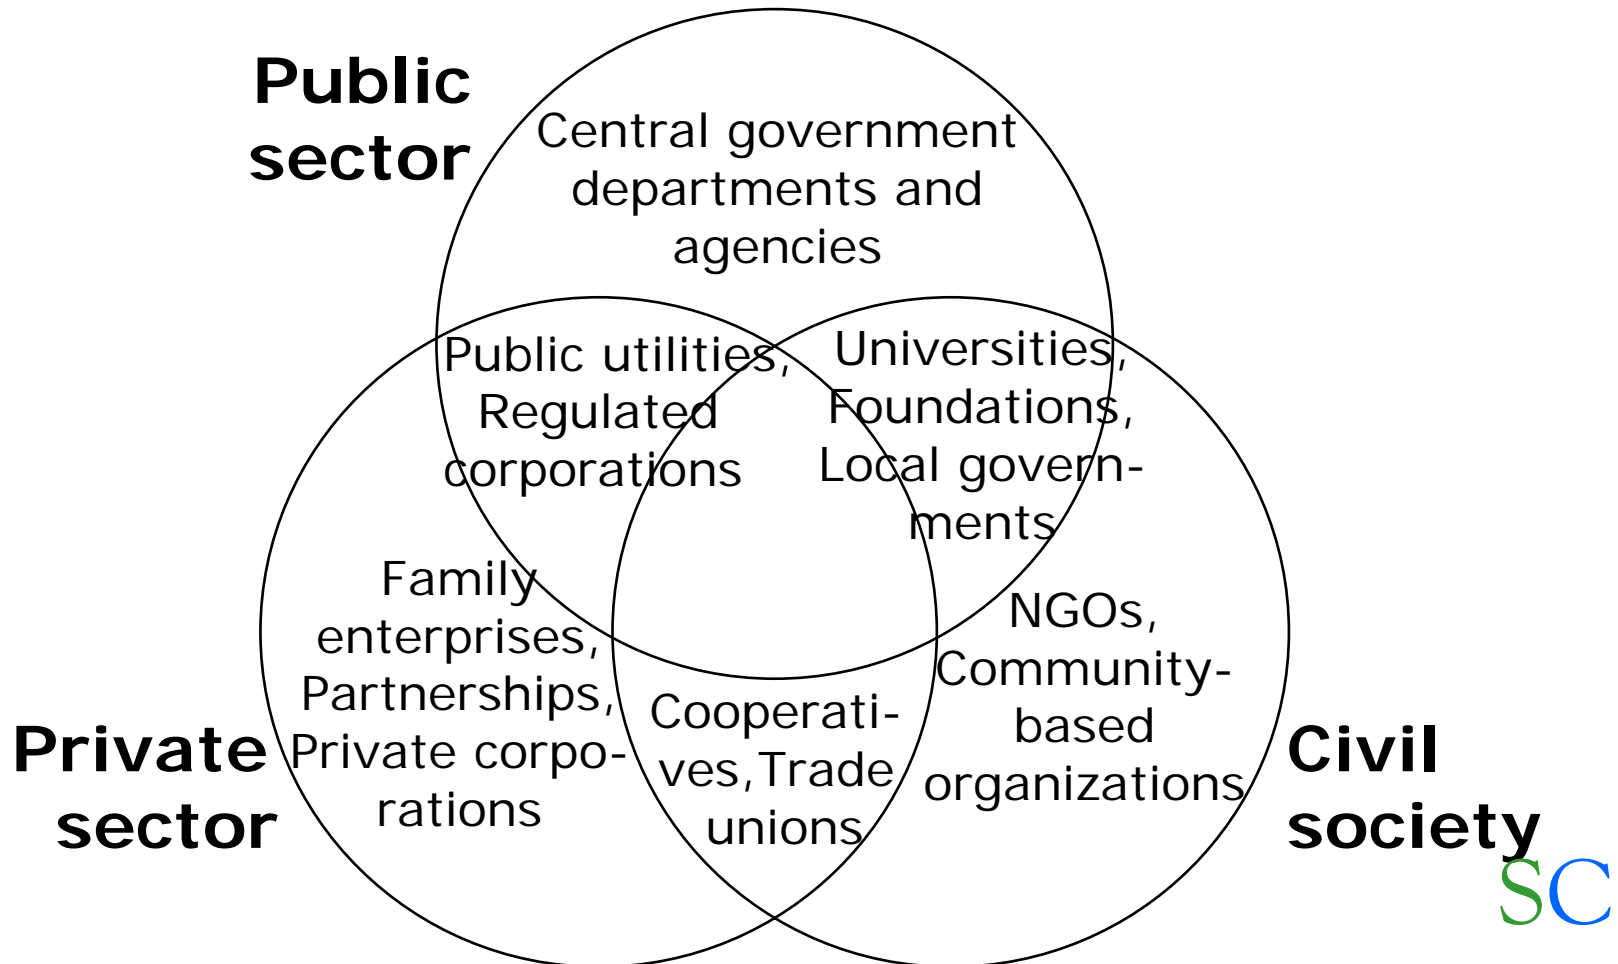 Public
sector
Central government
departments and
agencies
Public utilities,
Regulated
corporations
Universities,
Foundations,
Local govern-
ments
Family
enterprises,
Partnerships,
Private corpo-
rations
Private
sector
Cooperati-
ves,Trade
unions
NGOs,
Community-
based
organizations
Civil
society
SC